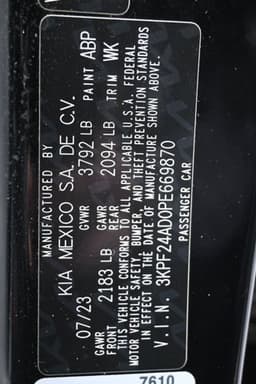 MANUFACTURED BY
KIA MEXICO S.A. DE C.V.
07/23 GVWR 3792 LB PAINT ABP
GAWR FRONT 2183 LB GAWR REAR 2094 LB TRIM WK
THIS VEHICLE CONFORMS TO ALL APPLICABLE U.S.A. FEDERAL
MOTOR VEHICLE SAFETY, BUMPER, AND THEFT PREVENTION STANDARDS
IN EFFECT ON THE DATE OF MANUFACTURE SHOWN ABOVE.
V.I.N. 3KPF24AD0PE669870
PASSENGER CAR
7610